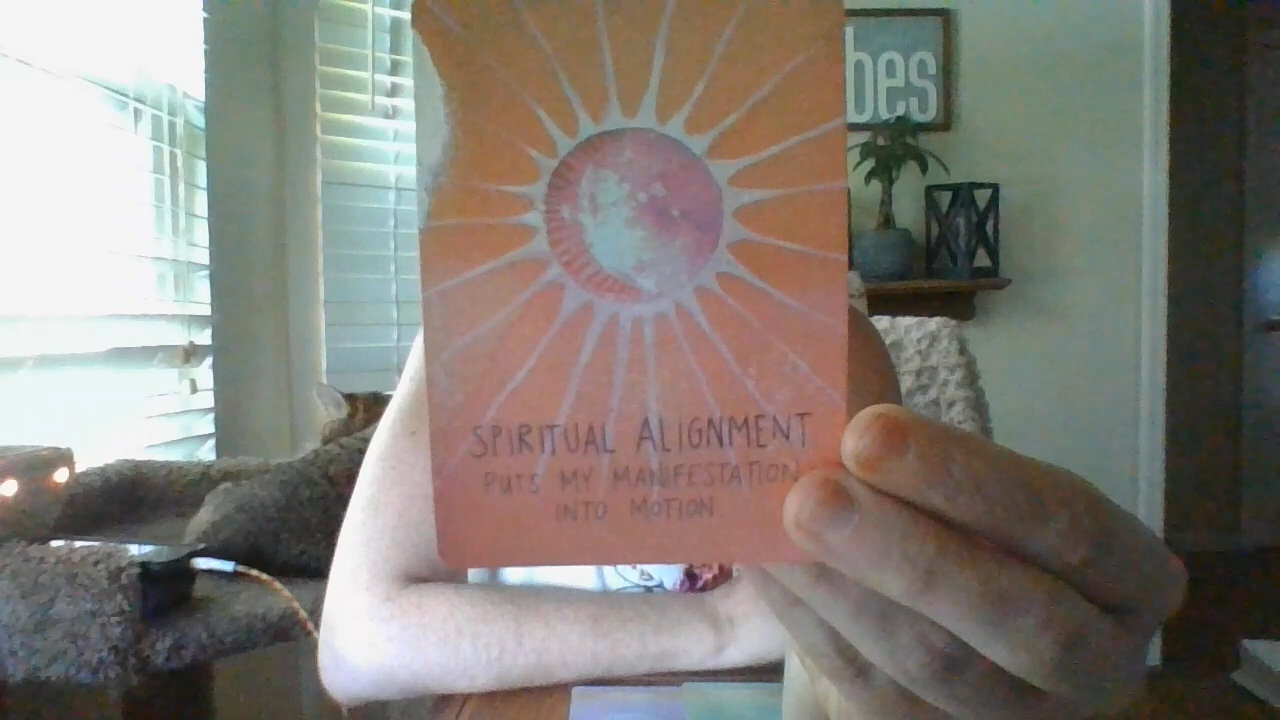 bes
SPIRITUAL ALIGNMENT
PUTS MY MANIFESTATION
INTO MOTION